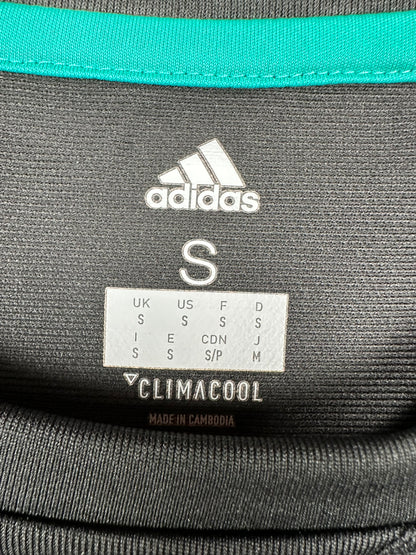 adidas
S
UK US F D
S S S S
I E CDN J
S S S/P M
CLIMACOOL
MADE IN CAMBODIA